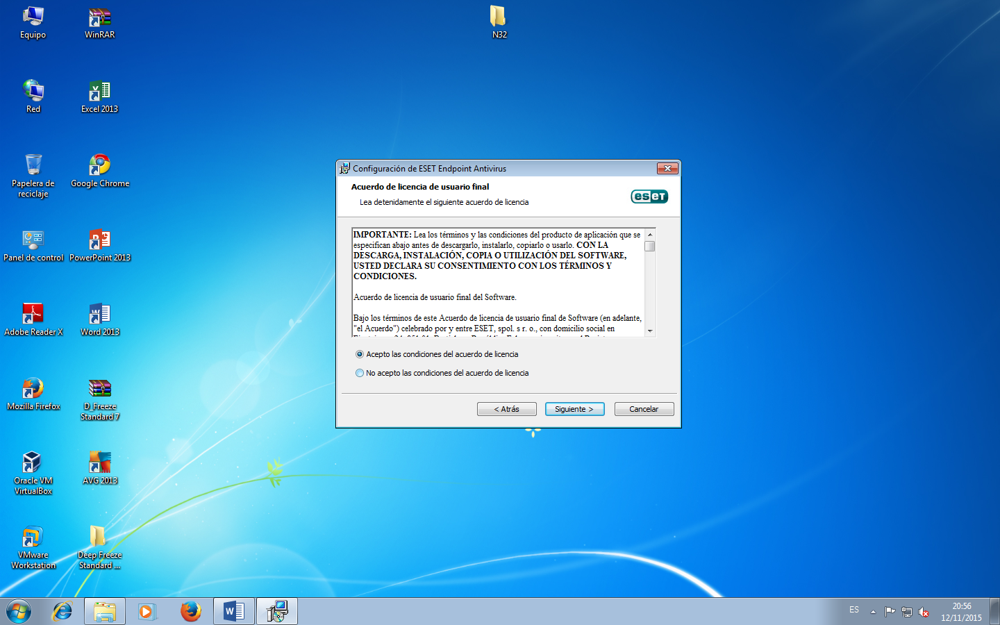 Equipo
WinRAR
N32
Red
Excel 2013
Papelera de
reciclaje
Google Chrome
Panel de control
PowerPoint 2013
Adobe Reader X
Word 2013
Mozilla Firefox
D_Freeze
Standard 7
Oracle VM
VirtualBox
AVG 2013
VMware
Workstation
Deep Freeze
Standard ...
Configuración de ESET Endpoint Antivirus
Acuerdo de licencia de usuario final
Lea detenidamente el siguiente acuerdo de licencia
eseT
IMPORTANTE: Lea los términos y las condiciones del producto de aplicación que se
especifican abajo antes de descargarlo, instalarlo, copiarlo o usarlo. CON LA
DESCARGA, INSTALACIÓN, COPIA O UTILIZACIÓN DEL SOFTWARE,
USTED DECLARA SU CONSENTIMIENTO CON LOS TÉRMINOS Y
CONDICIONES.
Acuerdo de licencia de usuario final del Software.
Bajo los términos de este Acuerdo de licencia de usuario final de Software (en adelante,
"el Acuerdo") celebrado por y entre ESET, spol. s r. o., con domicilio social en
Acepto las condiciones del acuerdo de licencia
No acepto las condiciones del acuerdo de licencia
< Atrás
Siguiente >
Cancelar
ES
20:56
12/11/2015